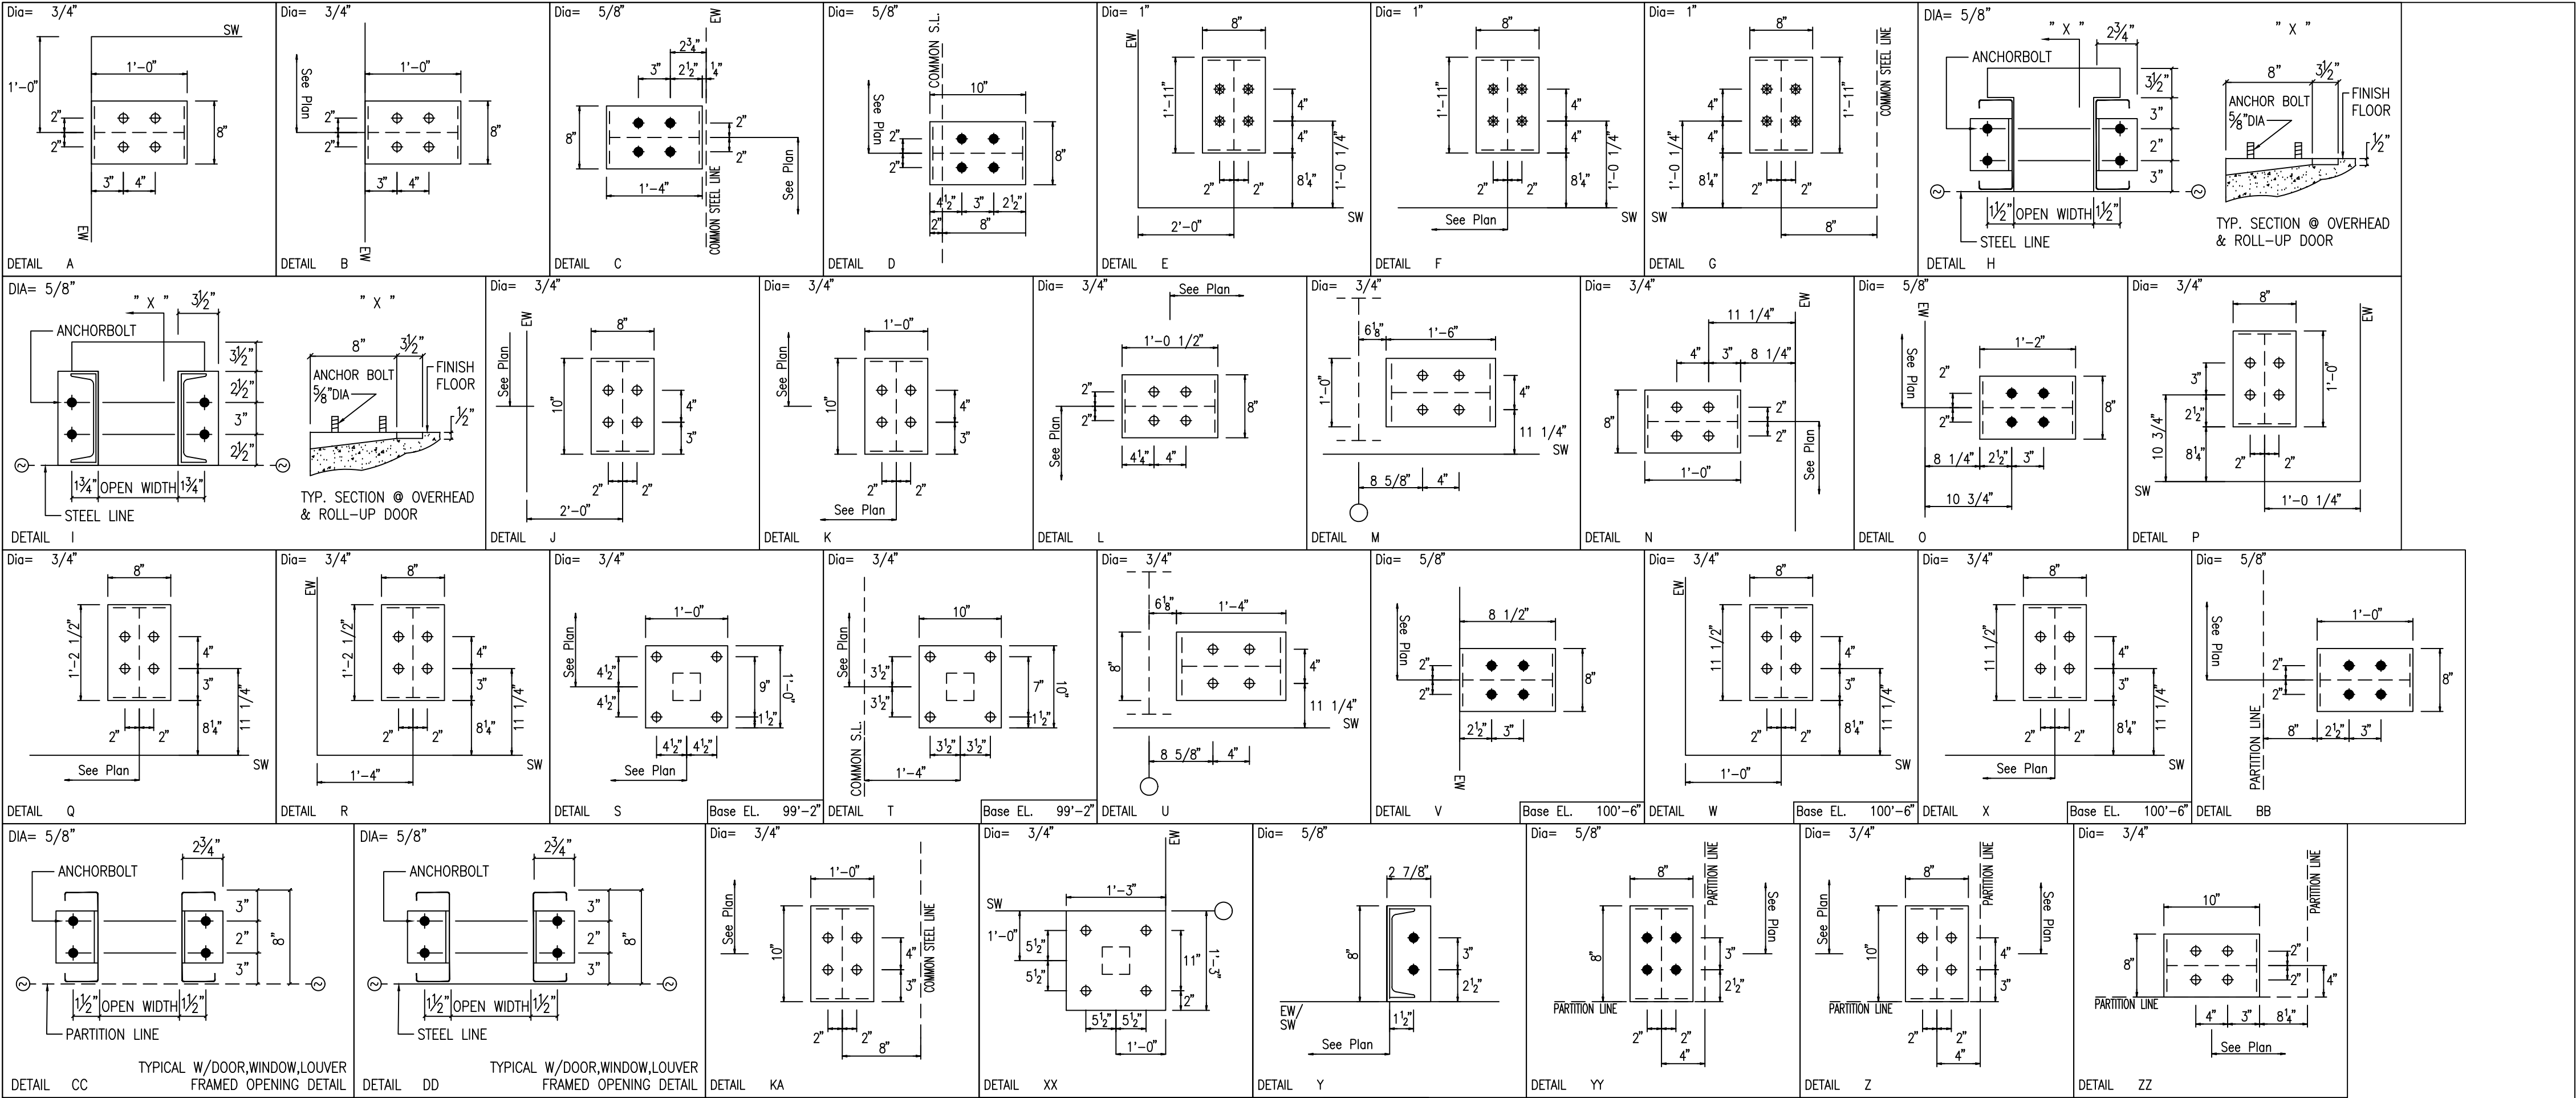 Dia= 3/4"
SW
1'-0"
1'-0"
2"
2"
8"
3"
4"
EW
DETAIL A
Dia= 3/4"
See Plan
1'-0"
2"
2"
8"
3"
4"
EW
DETAIL B
Dia= 5/8"
EW
2 3/4"
3"
2 1/2"
1/4"
8"
2"
2"
See Plan
1'-4"
COMMON STEEL LINE
DETAIL C
Dia= 5/8"
COMMON S.L.
See Plan
10"
2"
2"
8"
4 1/2"
3"
2 1/2"
2"
8"
DETAIL D
Dia= 1"
EW
8"
1'-11"
4"
4"
8 1/4"
1'-0 1/4"
2"
2"
SW
2'-0"
DETAIL E
Dia= 1"
8"
1'-11"
4"
4"
8 1/4"
1'-0 1/4"
2"
2"
SW
See Plan
DETAIL F
Dia= 1"
8"
COMMON STEEL LINE
1'-11"
4"
4"
8 1/4"
1'-0 1/4"
2"
2"
SW
8"
DETAIL G
DIA= 5/8"
" X "
2 3/4"
ANCHORBOLT
3 1/2"
3"
2"
3"
1 1/2"
OPEN WIDTH
1 1/2"
STEEL LINE
" X "
8"
3 1/2"
ANCHOR BOLT
5/8"DIA
FINISH
FLOOR
1/2"
TYP. SECTION @ OVERHEAD
& ROLL-UP DOOR
DETAIL H
DIA= 5/8"
" X "
3 1/2"
ANCHORBOLT
3 1/2"
2 1/2"
3"
2 1/2"
1 3/4"
OPEN WIDTH
1 3/4"
STEEL LINE
" X "
8"
3 1/2"
ANCHOR BOLT
5/8"DIA
FINISH
FLOOR
1/2"
TYP. SECTION @ OVERHEAD
& ROLL-UP DOOR
DETAIL I
Dia= 3/4"
See Plan
EW
8"
10"
4"
3"
2"
2"
2'-0"
DETAIL J
Dia= 3/4"
See Plan
1'-0"
10"
4"
3"
2"
2"
See Plan
DETAIL K
Dia= 3/4"
See Plan
1'-0 1/2"
2"
2"
8"
See Plan
4 1/4"
4"
DETAIL L
Dia= 3/4"
6 1/8"
1'-6"
1'-0"
4"
11 1/4"
SW
8 5/8"
4"
DETAIL M
Dia= 3/4"
EW
11 1/4"
4"
3"
8 1/4"
8"
2"
2"
See Plan
1'-0"
DETAIL N
Dia= 5/8"
EW
See Plan
1'-2"
2"
2"
8"
8 1/4"
2 1/2"
3"
10 3/4"
DETAIL O
Dia= 3/4"
8"
EW
3"
2 1/2"
1'-0"
10 3/4"
8 1/4"
2"
2"
SW
1'-0 1/4"
DETAIL P
Dia= 3/4"
8"
1'-2 1/2"
4"
3"
8 1/4"
11 1/4"
2"
2"
SW
See Plan
DETAIL Q
Dia= 3/4"
EW
8"
1'-2 1/2"
4"
3"
8 1/4"
11 1/4"
2"
2"
SW
1'-4"
DETAIL R
Dia= 3/4"
See Plan
1'-0"
4 1/2"
4 1/2"
9"
1'-0"
1 1/2"
4 1/2"
4 1/2"
See Plan
DETAIL S
Base EL. 99'-2"
Dia= 3/4"
See Plan
10"
3 1/2"
3 1/2"
7"
10"
1 1/2"
3 1/2"
3 1/2"
COMMON S.L.
1'-4"
DETAIL T
Base EL. 99'-2"
Dia= 3/4"
6 1/8"
1'-4"
8"
4"
11 1/4"
SW
8 5/8"
4"
DETAIL U
Dia= 5/8"
See Plan
8 1/2"
2"
2"
8"
2 1/2"
3"
EW
DETAIL V
Base EL. 100'-6"
Dia= 3/4"
EW
8"
11 1/2"
4"
3"
8 1/4"
11 1/4"
2"
2"
SW
1'-0"
DETAIL W
Base EL. 100'-6"
Dia= 3/4"
8"
11 1/2"
4"
3"
8 1/4"
11 1/4"
2"
2"
SW
See Plan
DETAIL X
Base EL. 100'-6"
Dia= 5/8"
See Plan
1'-0"
2"
2"
8"
PARTITION LINE
8"
2 1/2"
3"
DETAIL BB
DIA= 5/8"
2 3/4"
ANCHORBOLT
3"
2"
3"
8"
1 1/2"
OPEN WIDTH
1 1/2"
PARTITION LINE
TYPICAL W/DOOR,WINDOW,LOUVER
FRAMED OPENING DETAIL
DETAIL CC
DIA= 5/8"
2 3/4"
ANCHORBOLT
3"
2"
3"
8"
1 1/2"
OPEN WIDTH
1 1/2"
STEEL LINE
TYPICAL W/DOOR,WINDOW,LOUVER
FRAMED OPENING DETAIL
DETAIL DD
Dia= 3/4"
See Plan
1'-0"
10"
4"
3"
COMMON STEEL LINE
2"
2"
8"
DETAIL KA
Dia= 3/4"
EW
1'-3"
SW
1'-0"
5 1/2"
5 1/2"
11"
1'-3"
2"
5 1/2"
5 1/2"
1'-0"
DETAIL XX
Dia= 5/8"
2 7/8"
8"
3"
2 1/2"
EW/
SW
1 1/2"
See Plan
DETAIL Y
Dia= 5/8"
8"
PARTITION LINE
See Plan
8"
3"
2 1/2"
PARTITION LINE
2"
2"
4"
DETAIL YY
Dia= 3/4"
See Plan
8"
PARTITION LINE
See Plan
10"
4"
3"
PARTITION LINE
2"
2"
4"
DETAIL Z
Dia= 3/4"
PARTITION LINE
10"
8"
2"
2"
4"
PARTITION LINE
4"
3"
8 1/4"
See Plan
DETAIL ZZ